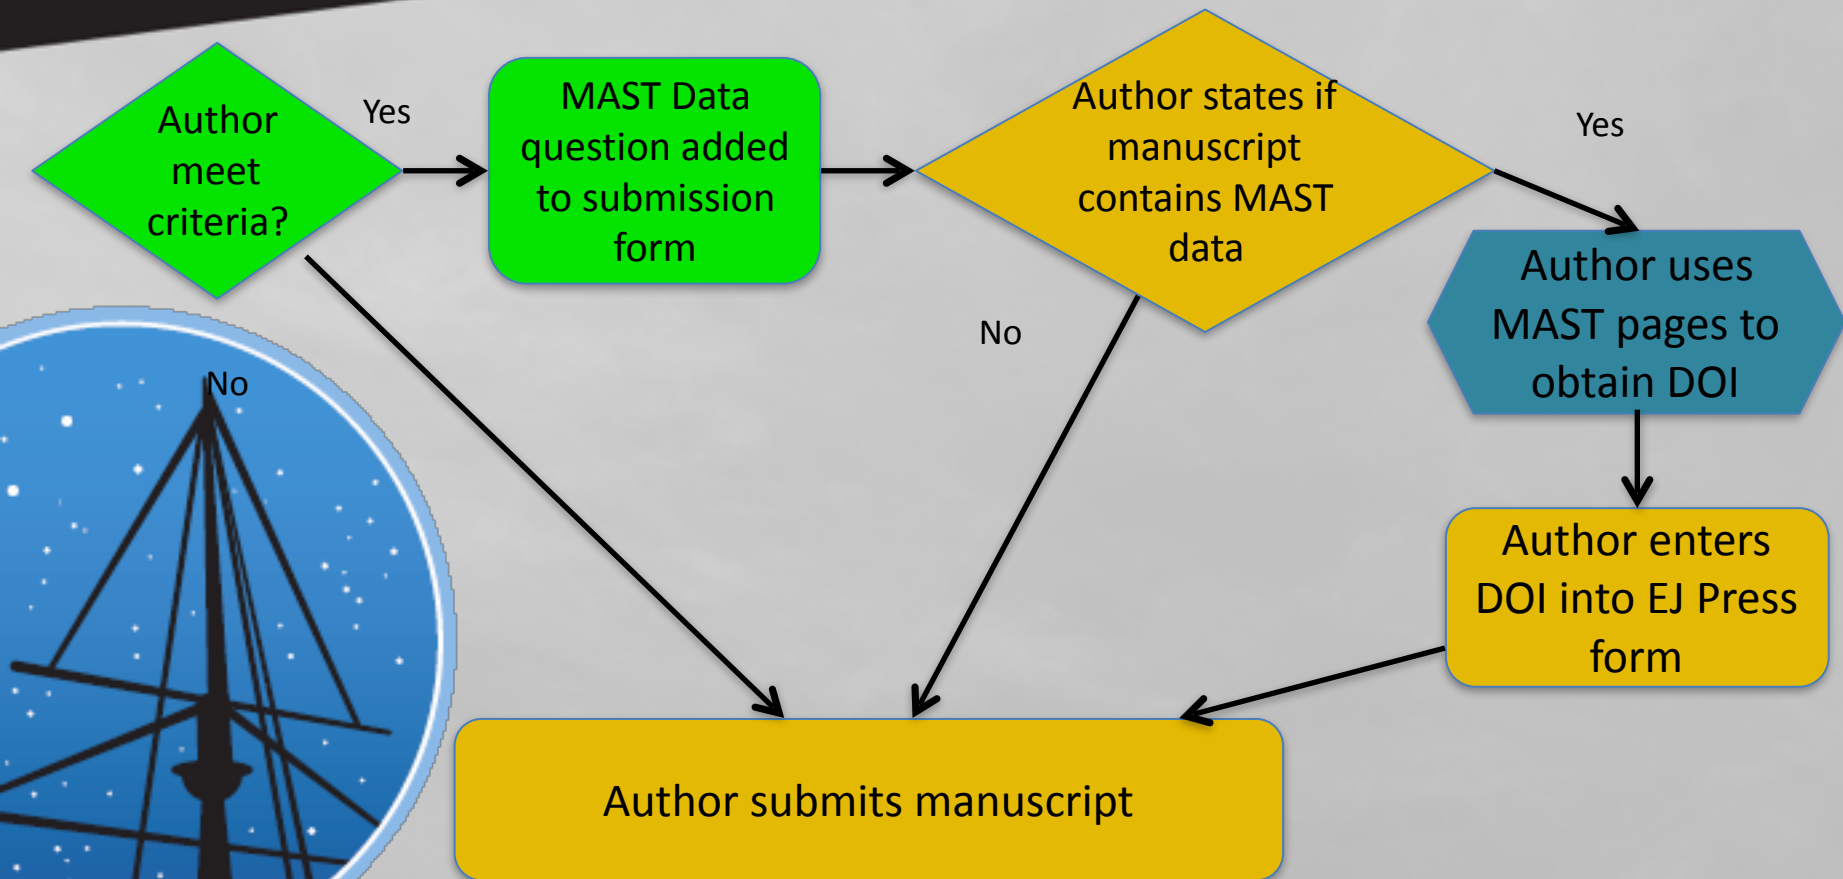 Author
meet
criteria?
Yes
MAST Data
question added
to submission
form
Author states if
manuscript
contains MAST
data
Yes
No
No
Author uses
MAST pages to
obtain DOI
Author enters
DOI into EJ Press
form
Author submits manuscript